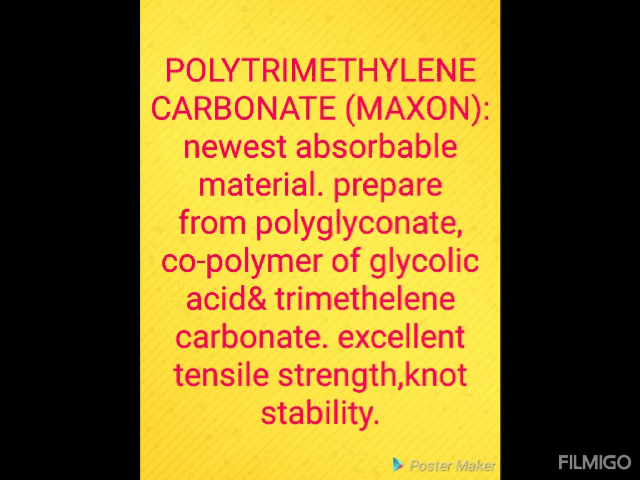 POLYTRIMETHYLENE
CARBONATE (MAXON):
newest absorbable
material. prepare
from polyglyconate,
co-polymer of glycolic
acid& trimethelene
carbonate. excellent
tensile strength,knot
stability.
Poster Maker
FILMIGO